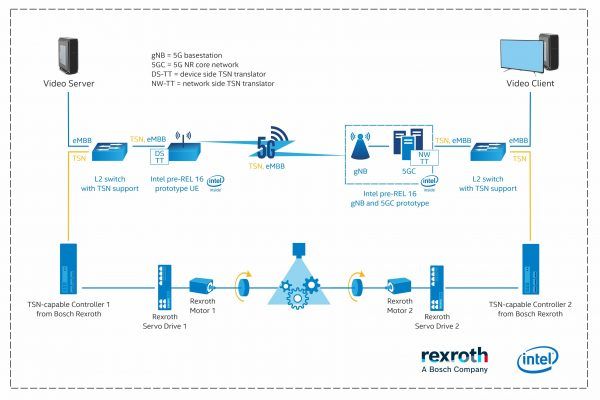 gNB = 5G basestation
5GC = 5G NR core network
DS-TT = device side TSN translator
NW-TT = network side TSN translator
Video Server
Video Client
eMBB
TSN
TSN, eMBB
DS
TT
L2 switch
with TSN support
Intel pre-REL 16
prototype UE
intel
inside
5G
TSN, eMBB
gNB
5GC
NW
TT
Intel pre-REL 16
gNB and 5GC prototype
intel
inside
TSN, eMBB
eMBB
TSN
L2 switch
with TSN support
TSN-capable Controller 1
from Bosch Rexroth
Rexroth
Servo Drive 1
Rexroth
Motor 1
Rexroth
Motor 2
Rexroth
Servo Drive 2
TSN-capable Controller 2
from Bosch Rexroth
rexroth
A Bosch Company
intel